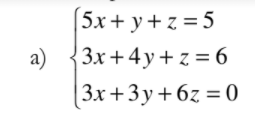 5x + y + z = 5
a) 3x + 4y + z = 6
3x + 3y + 6z = 0